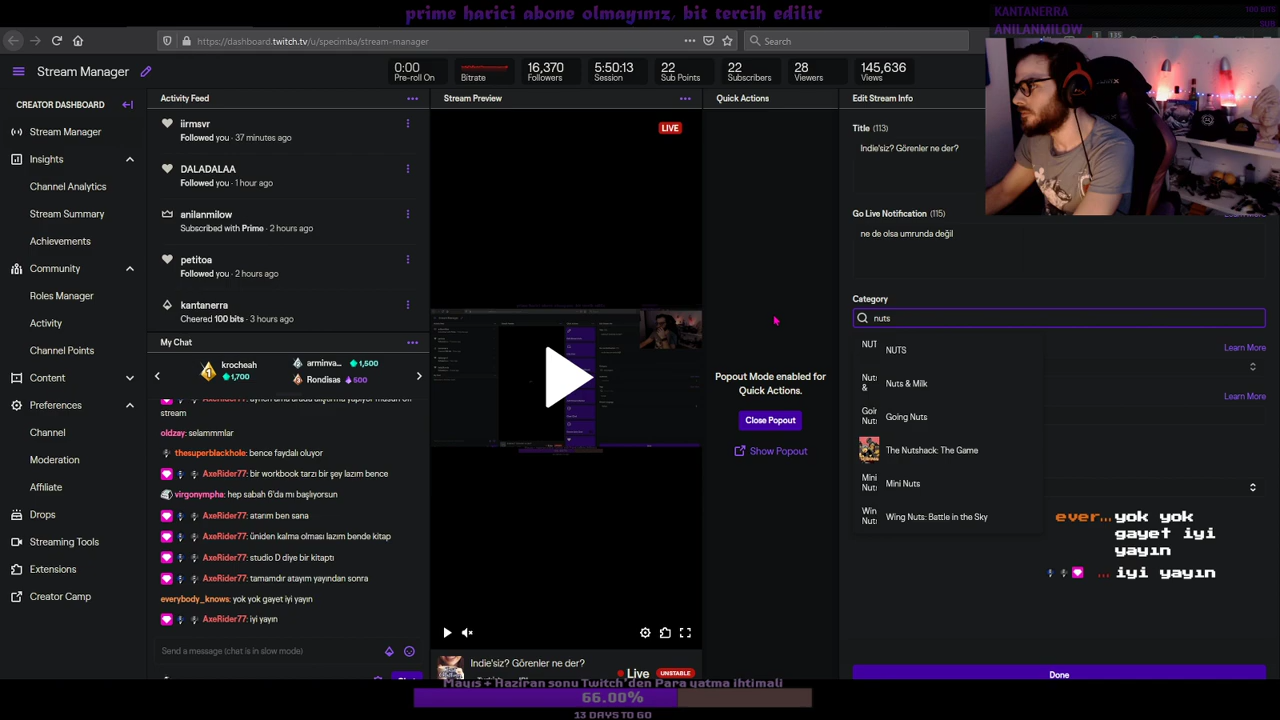 prime harici abone olmayınız, bit tercih edilir
KANTANERRA
100 BITS
ANILANMILOW
SUB
https://dashboard.twitch.tv/u/specimba/stream-manager
Search
Stream Manager
0:00
Pre-roll On
Bitrate
16,370
Followers
5:50:13
Session
22
Sub Points
22
Subscribers
28
Viewers
145,636
Views
CREATOR DASHBOARD
Stream Manager
Insights
Channel Analytics
Stream Summary
Achievements
Community
Roles Manager
Activity
Channel Points
Content
Preferences
Channel
Moderation
Affiliate
Drops
Streaming Tools
Extensions
Creator Camp
Activity Feed
iirmsvr
Followed you · 37 minutes ago
DALADALAA
Followed you · 1 hour ago
anilanmilow
Subscribed with Prime · 2 hours ago
petitoa
Followed you · 2 hours ago
kantanerra
Cheered 100 bits · 3 hours ago
My Chat
krocheah
1,700
arminva...
1,500
Rondisas
500
stream
oldzay: selammmlar
thesuperblackhole: bence faydalı oluyor
AxeRider77: bir workbook tarzı bir şey lazım bence
virgonympha: hep sabah 6'da mı başlıyorsun
AxeRider77: atarım ben sana
AxeRider77: üniden kalma olması lazım bende kitap
AxeRider77: studio D diye bir kitaptı
AxeRider77: tamamdır atayım yayından sonra
everybody_knows: yok yok gayet iyi yayın
AxeRider77: iyi yayın
Send a message (chat is in slow mode)
Stream Preview
LIVE
Indie'siz? Görenler ne der?
Live
UNSTABLE
Quick Actions
Popout Mode enabled for
Quick Actions.
Close Popout
Show Popout
Edit Stream Info
Title (113)
Indie'siz? Görenler ne der?
Go Live Notification (115)
ne de olsa umrunda değil
Category
nuts
NUTS
Learn More
Nuts & Milk
Learn More
Going Nuts
The Nutshack: The Game
Mini
Nuts
Mini Nuts
Wing Nuts: Battle in the Sky
ever... yok yok
gayet iyi
yayın
... iyi yayın
Done
Mayıs + Haziran sonu Twitch'den Para yatma ihtimali
66.00%
13 DAYS TO GO